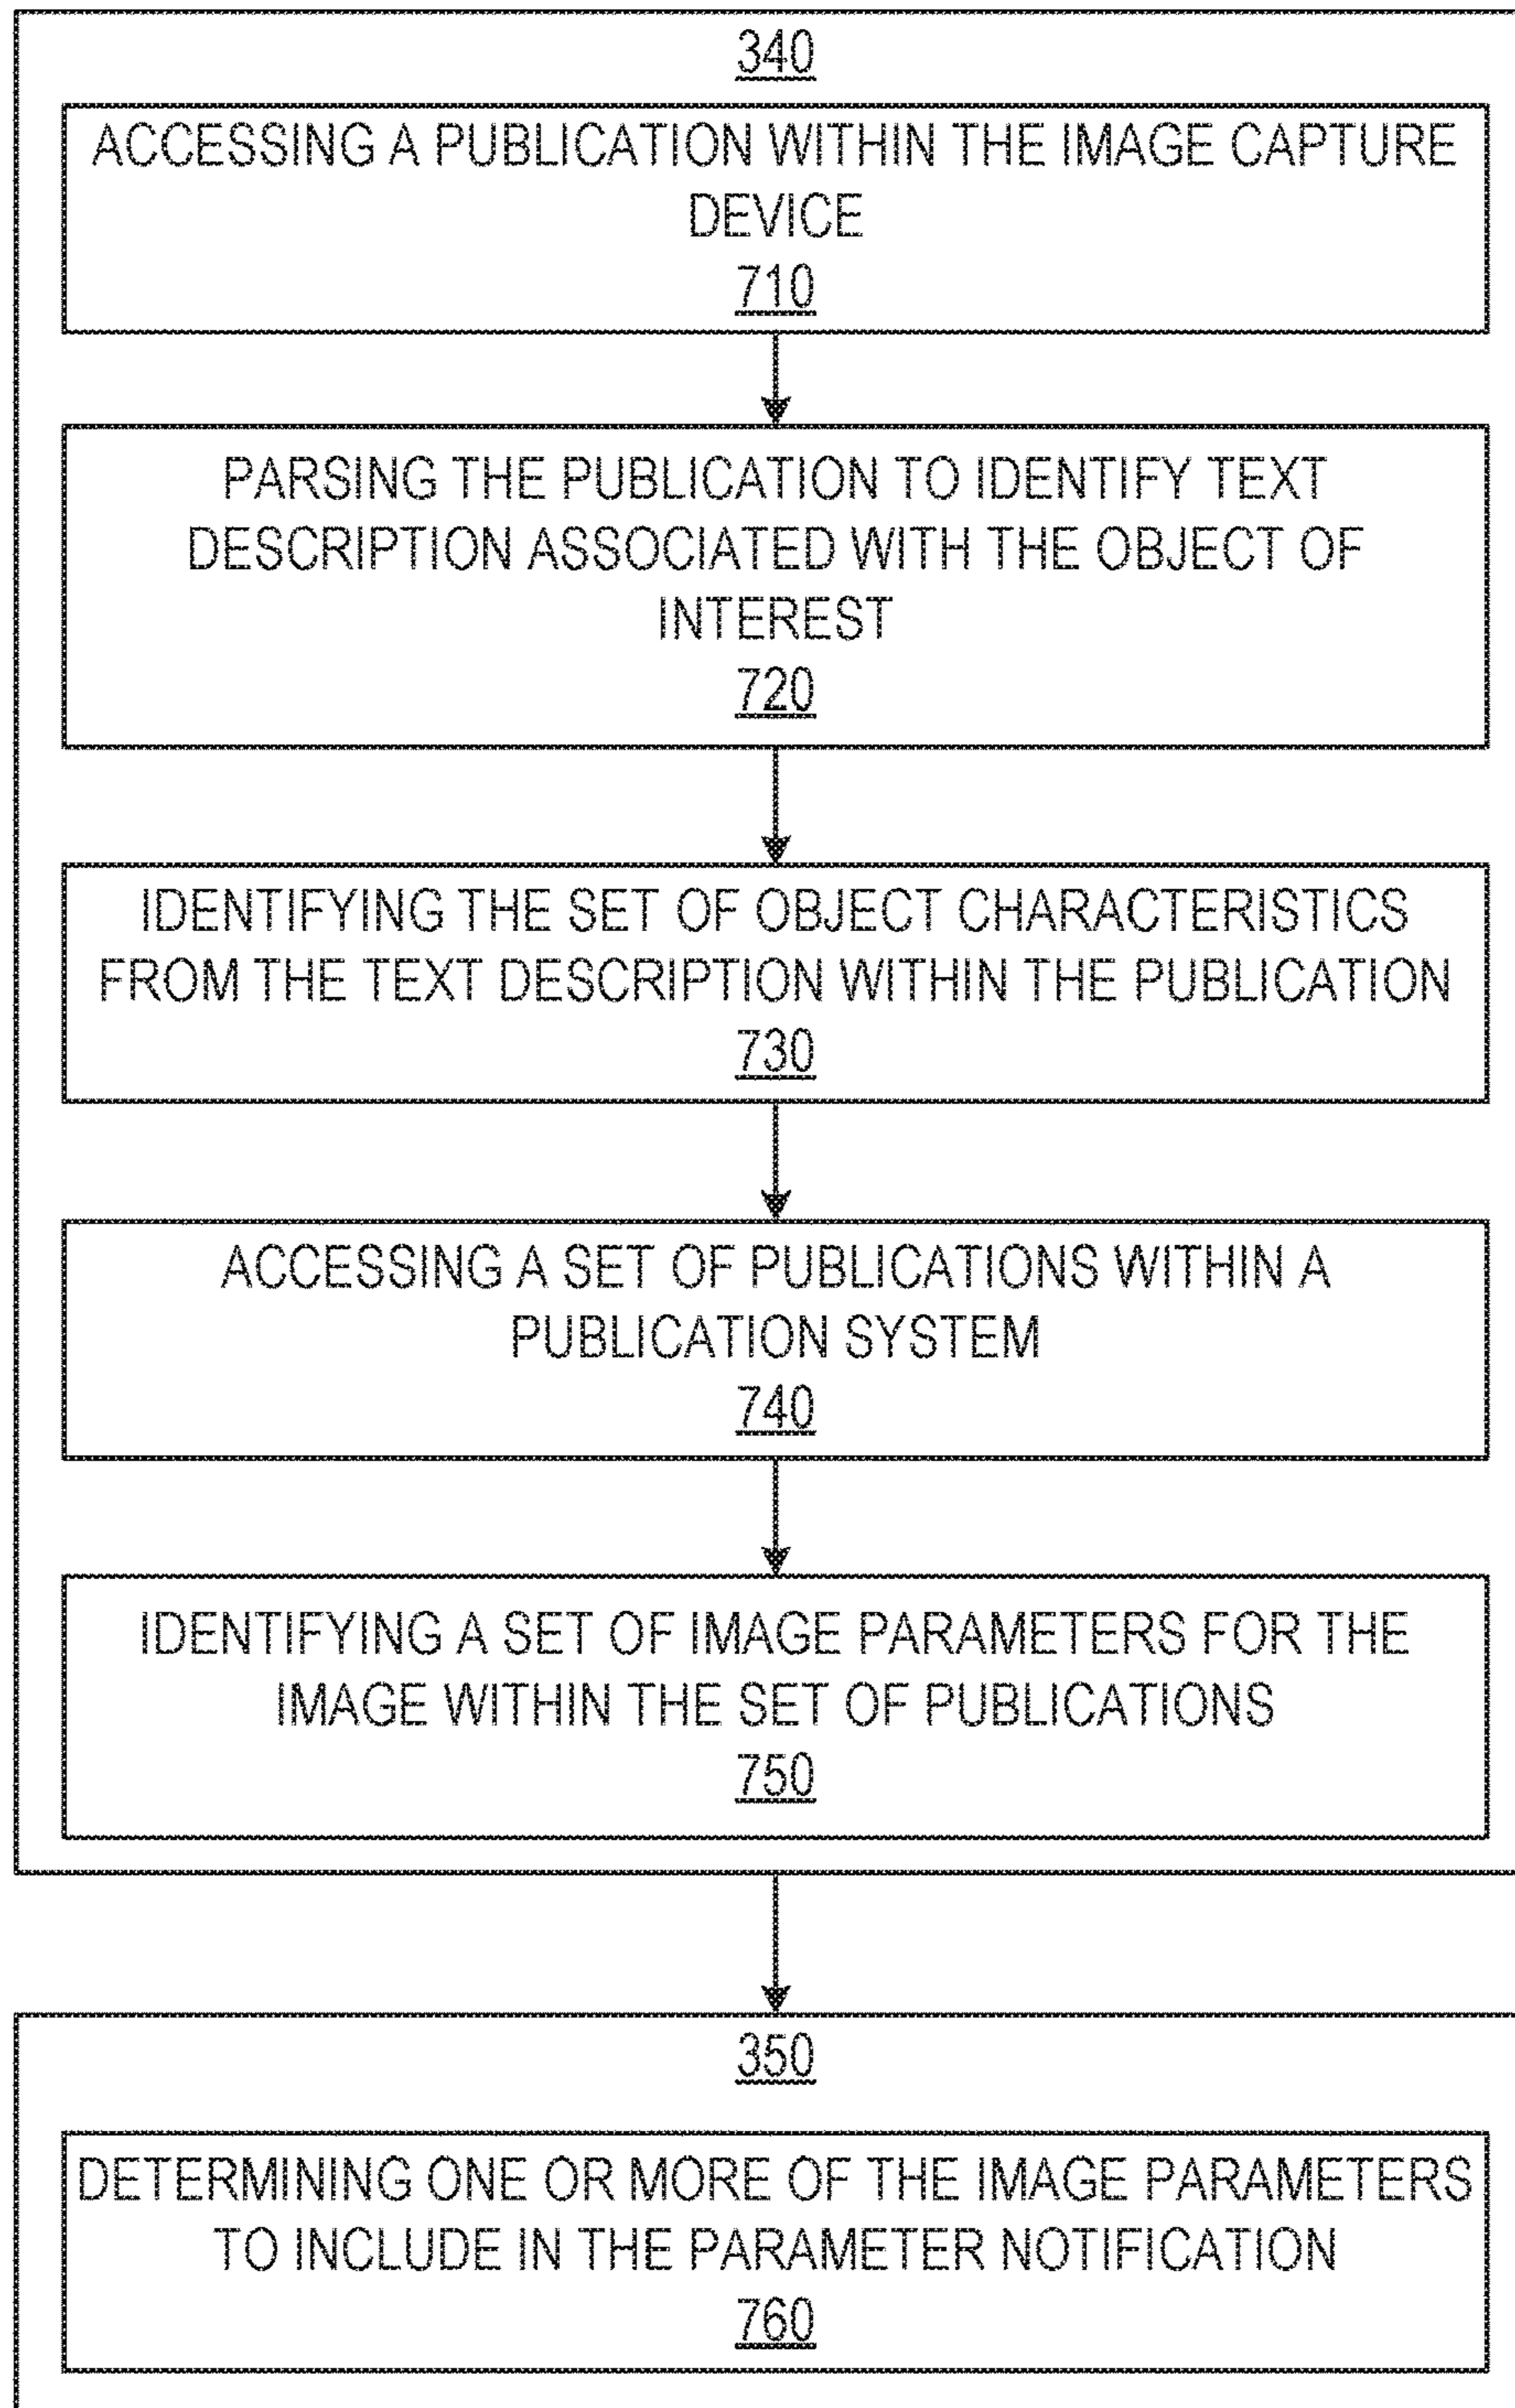 340
ACCESSING A PUBLICATION WITHIN THE IMAGE CAPTURE
DEVICE
710
PARSING THE PUBLICATION TO IDENTIFY TEXT
DESCRIPTION ASSOCIATED WITH THE OBJECT OF
INTEREST
720
IDENTIFYING THE SET OF OBJECT CHARACTERISTICS
FROM THE TEXT DESCRIPTION WITHIN THE PUBLICATION
730
ACCESSING A SET OF PUBLICATIONS WITHIN A
PUBLICATION SYSTEM
740
IDENTIFYING A SET OF IMAGE PARAMETERS FOR THE
IMAGE WITHIN THE SET OF PUBLICATIONS
750
350
DETERMINING ONE OR MORE OF THE IMAGE PARAMETERS
TO INCLUDE IN THE PARAMETER NOTIFICATION
760